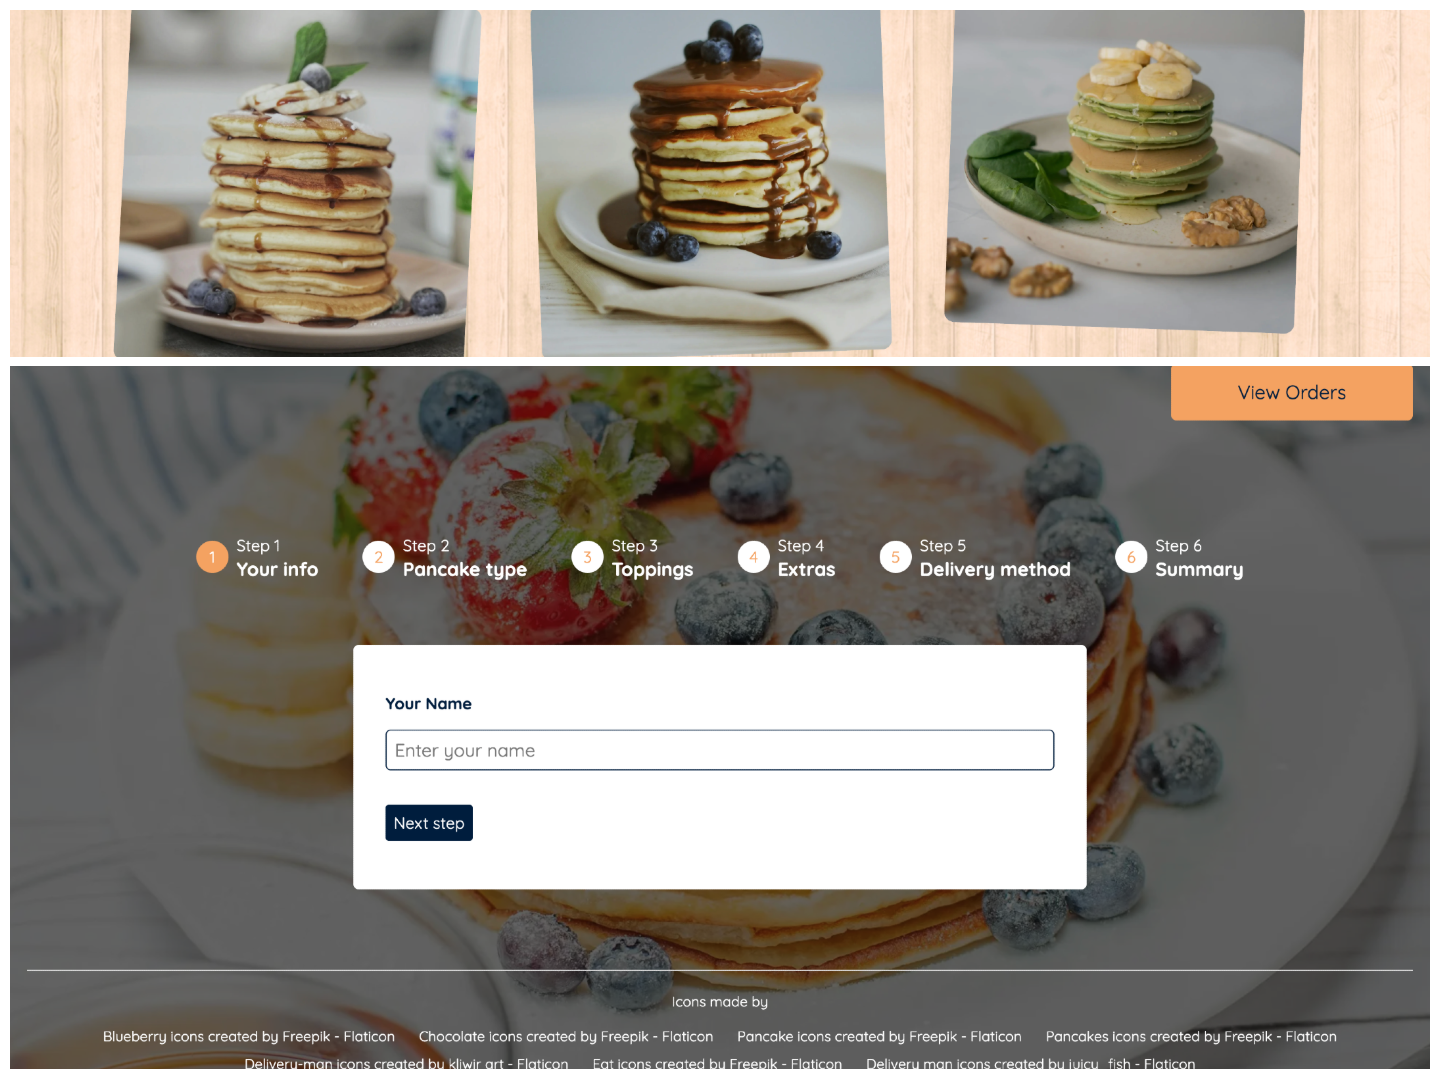 View Orders
1 Step 1
Your info
2 Step 2
Pancake type
3 Step 3
Toppings
4 Step 4
Extras
5 Step 5
Delivery method
6 Step 6
Summary
Your Name
Enter your name
Next step
Icons made by
Blueberry icons created by Freepik - Flaticon Chocolate icons created by Freepik - Flaticon Pancake icons created by Freepik - Flaticon Pancakes icons created by Freepik - Flaticon
Delivery-man icons created by kliwir art - Flaticon Eat icons created by Freepik - Flaticon Delivery man icons created by juicy_fish - Flaticon